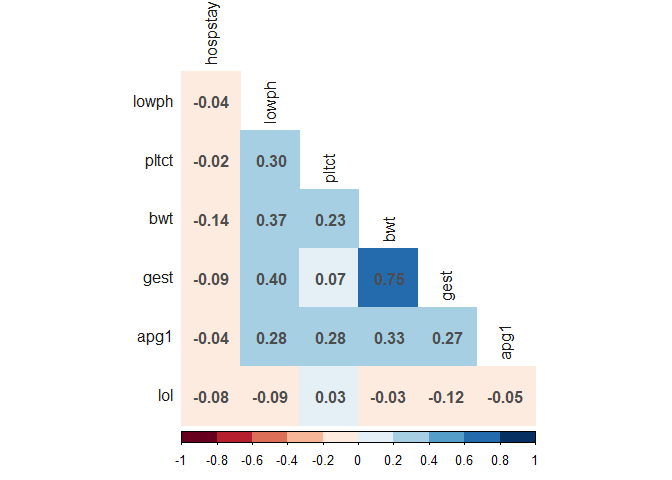 hospstay
lowph -0.04 lowph
pltct -0.02 0.30 pltct
bwt -0.14 0.37 0.23 bwt
gest -0.09 0.40 0.07 0.75 gest
apg1 -0.04 0.28 0.28 0.33 0.27 apg1
lol -0.08 -0.09 0.03 -0.03 -0.12 -0.05
-1 -0.8 -0.6 -0.4 -0.2 0 0.2 0.4 0.6 0.8 1